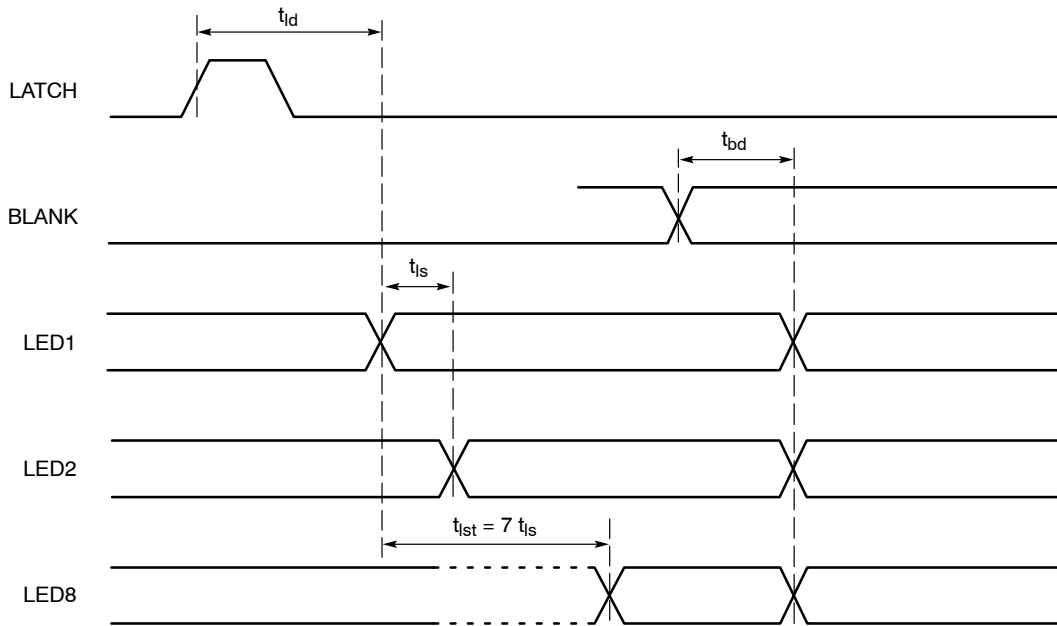 t_ld
LATCH
t_bd
BLANK
t_ls
LED1
LED2
t_lst = 7 t_ls
LED8